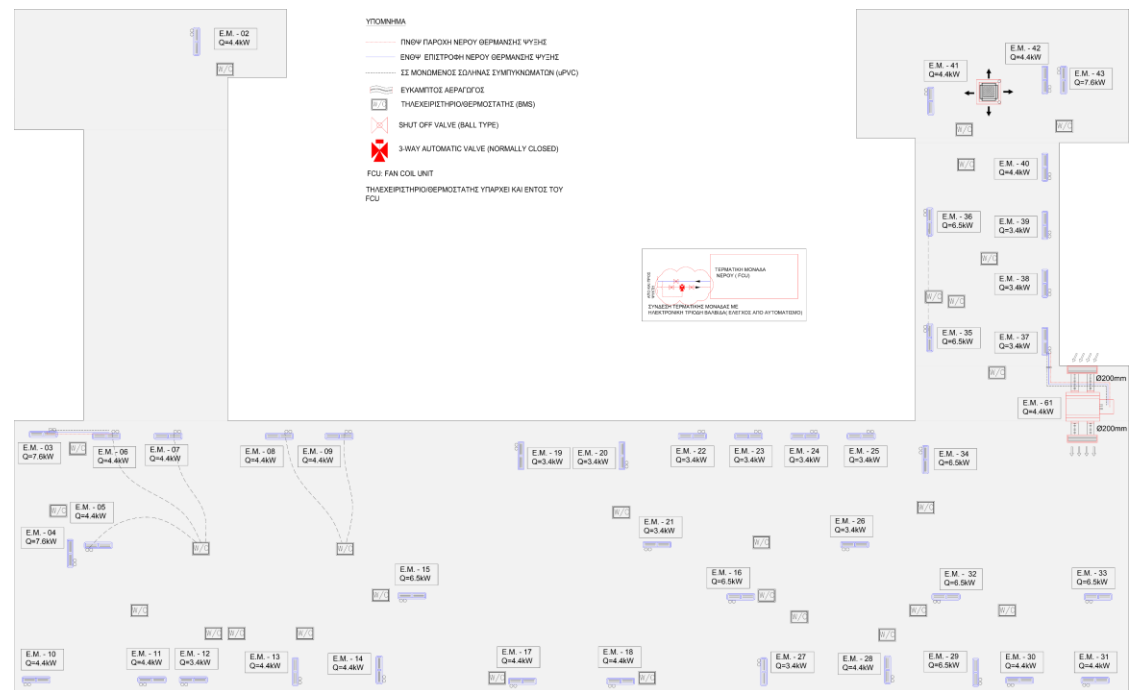 E.M. - 02
Q=4.4kW
W/C
ΥΠΟΜΝΗΜΑ
ΠΝΘΨ ΠΑΡΟΧΗ ΝΕΡΟΥ ΘΕΡΜΑΝΣΗΣ ΨΥΞΗΣ
ΕΝΘΨ ΕΠΙΣΤΡΟΦΗ ΝΕΡΟΥ ΘΕΡΜΑΝΣΗΣ ΨΥΞΗΣ
ΣΣ ΜΟΝΩΜΕΝΟΣ ΣΩΛΗΝΑΣ ΣΥΜΠΥΚΝΩΜΑΤΩΝ (uPVC)
ΕΥΚΑΜΠΤΟΣ ΑΕΡΑΓΩΓΟΣ
W/C ΤΗΛΕΧΕΙΡΙΣΤΗΡΙΟ/ΘΕΡΜΟΣΤΑΤΗΣ (BMS)
SHUT OFF VALVE (BALL TYPE)
3-WAY AUTOMATIC VALVE (NORMALLY CLOSED)
FCU: FAN COIL UNIT
ΤΗΛΕΧΕΙΡΙΣΤΗΡΙΟ/ΘΕΡΜΟΣΤΑΤΗΣ ΥΠΑΡΧΕΙ ΚΑΙ ΕΝΤΟΣ ΤΟΥ
FCU
E.M. - 41
Q=4.4kW
E.M. - 42
Q=4.4kW
E.M. - 43
Q=7.6kW
W/C
W/C
W/C
E.M. - 40
Q=4.4kW
E.M. - 36
Q=6.5kW
E.M. - 39
Q=3.4kW
W/C
E.M. - 38
Q=3.4kW
W/C
W/C
E.M. - 35
Q=6.5kW
E.M. - 37
Q=3.4kW
W/C
Ø200mm
E.M. - 61
Q=4.4kW
Ø200mm
ΤΕΡΜΑΤΙΚΗ ΜΟΝΑΔΑ
ΝΕΡΟΥ ( FCU)
ΣΥΝΔΕΣΗ ΤΕΡΜΑΤΙΚΗΣ ΜΟΝΑΔΑΣ ΜΕ
ΗΛΕΚΤΡΟΝΙΚΗ ΤΡΙΟΔΗ ΒΑΛΒΙΔΑ( ΕΛΕΓΧΟΣ ΑΠΟ ΑΥΤΟΜΑΤΙΣΜΟ)
E.M. - 03
Q=7.6kW
W/C
E.M. - 06
Q=4.4kW
E.M. - 07
Q=4.4kW
E.M. - 08
Q=4.4kW
E.M. - 09
Q=4.4kW
E.M. - 19
Q=3.4kW
E.M. - 20
Q=3.4kW
E.M. - 22
Q=3.4kW
E.M. - 23
Q=3.4kW
E.M. - 24
Q=3.4kW
E.M. - 25
Q=3.4kW
E.M. - 34
Q=6.5kW
W/C
E.M. - 05
Q=4.4kW
E.M. - 04
Q=7.6kW
W/C
W/C
W/C
E.M. - 21
Q=3.4kW
W/C
E.M. - 26
Q=3.4kW
W/C
E.M. - 15
Q=6.5kW
W/C
E.M. - 16
Q=6.5kW
W/C
E.M. - 32
Q=6.5kW
E.M. - 33
Q=6.5kW
W/C
W/C
W/C
W/C
W/C
W/C
W/C
W/C
E.M. - 10
Q=4.4kW
E.M. - 11
Q=4.4kW
E.M. - 12
Q=3.4kW
E.M. - 13
Q=4.4kW
E.M. - 14
Q=4.4kW
E.M. - 17
Q=4.4kW
W/C
E.M. - 18
Q=4.4kW
W/C
E.M. - 27
Q=3.4kW
E.M. - 28
Q=4.4kW
E.M. - 29
Q=6.5kW
E.M. - 30
Q=4.4kW
E.M. - 31
Q=4.4kW